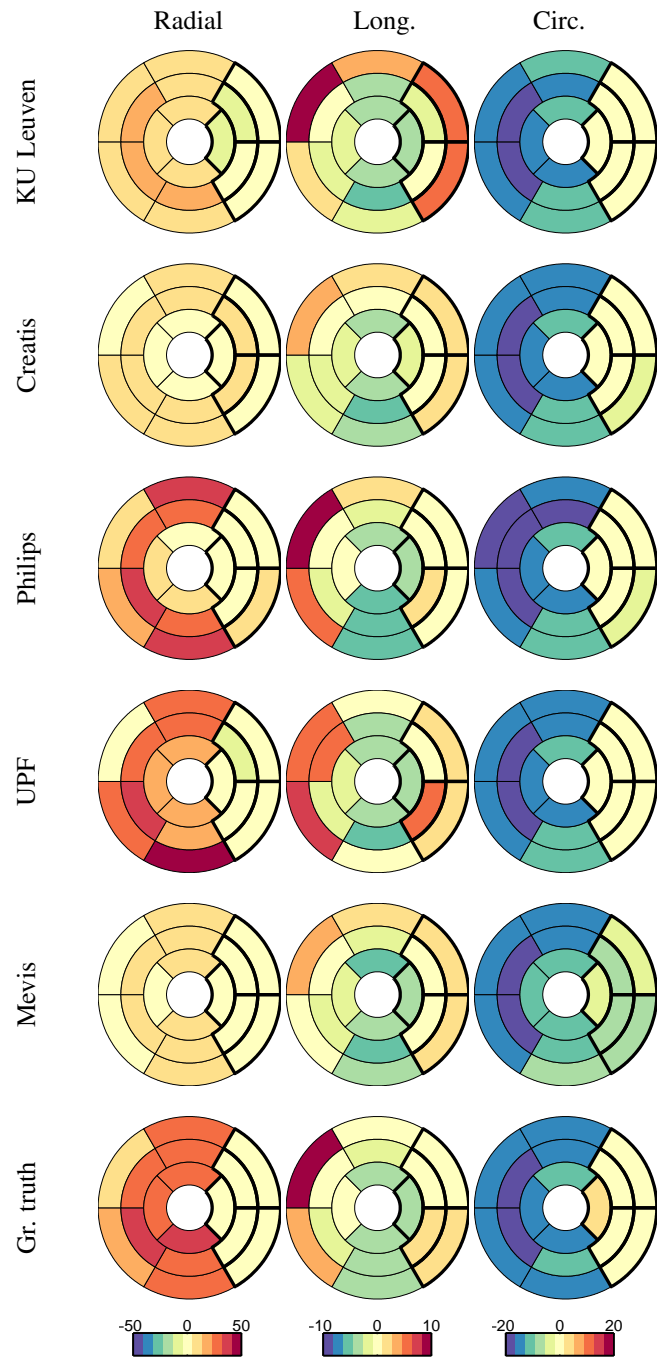 Radial Long. Circ.
KU Leuven
Creatis
Philips
UPF
Mevis
Gr. truth
-50 0 50 -10 0 10 -20 0 20